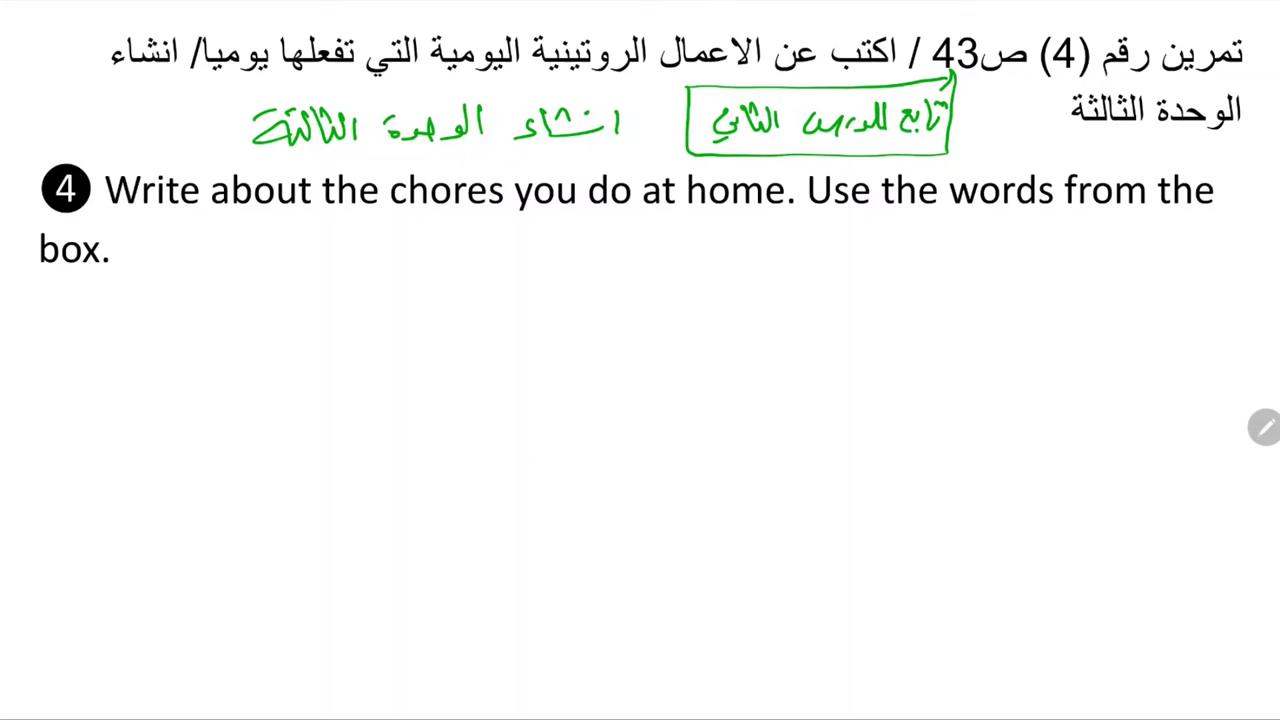 تمرين رقم (4) ص43 / اكتب عن الاعمال الروتينية اليومية التي تفعلها يوميا/ انشاء
الوحدة الثالثة
تابع للدرس الثاني
انشاء الوحدة الثالثة
4 Write about the chores you do at home. Use the words from the
box.